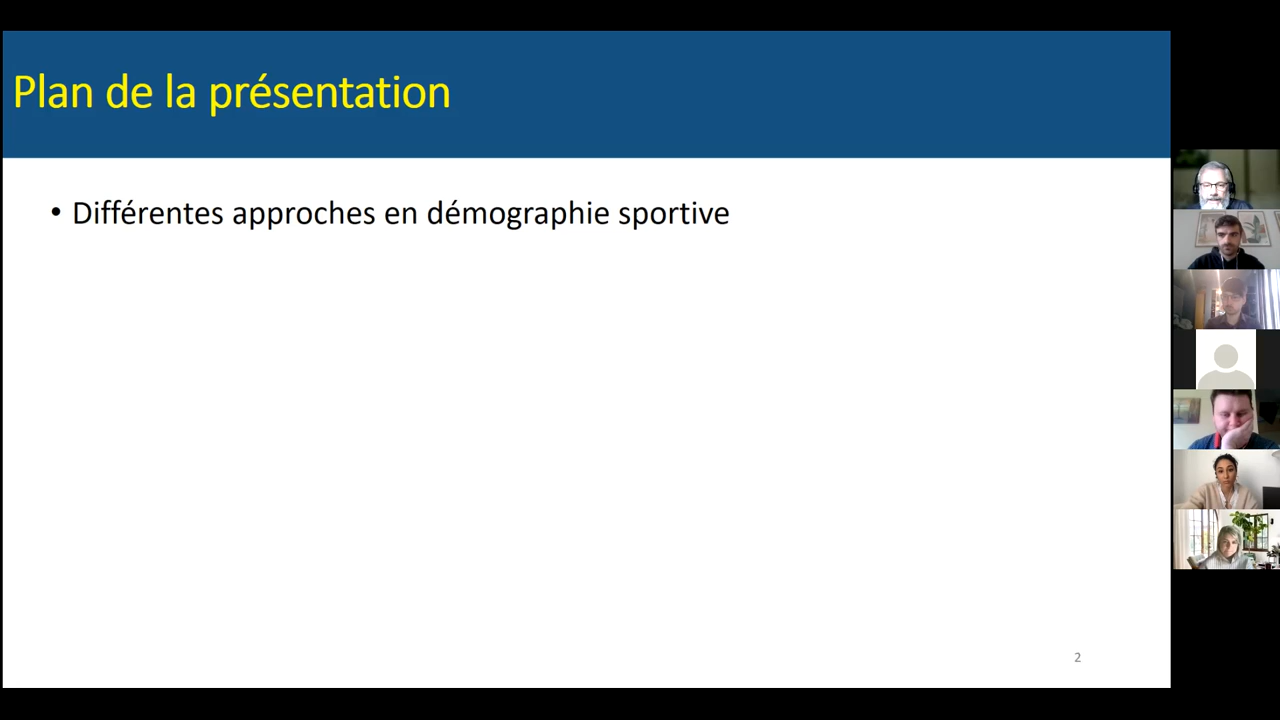 Plan de la présentation
• Différentes approches en démographie sportive
2